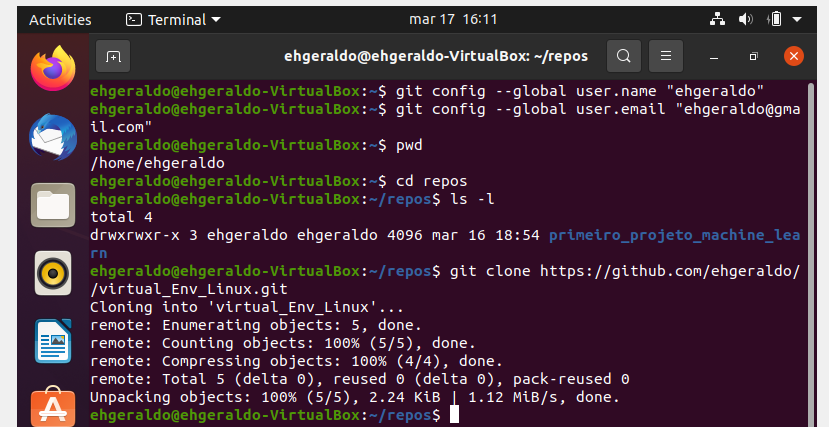 Activities
Terminal
mar 17 16:11
ehgeraldo@ehgeraldo-VirtualBox: ~/repos
ehgeraldo@ehgeraldo-VirtualBox:~$ git config --global user.name "ehgeraldo"
ehgeraldo@ehgeraldo-VirtualBox:~$ git config --global user.email "ehgeraldo@gma
il.com"
ehgeraldo@ehgeraldo-VirtualBox:~$ pwd
/home/ehgeraldo
ehgeraldo@ehgeraldo-VirtualBox:~$ cd repos
ehgeraldo@ehgeraldo-VirtualBox:~/repos$ ls -l
total 4
drwxrwxr-x 3 ehgeraldo ehgeraldo 4096 mar 16 18:54 primeiro_projeto_machine_lea
rn
ehgeraldo@ehgeraldo-VirtualBox:~/repos$ git clone https://github.com/ehgeraldo/
/virtual_Env_Linux.git
Cloning into 'virtual_Env_Linux'...
remote: Enumerating objects: 5, done.
remote: Counting objects: 100% (5/5), done.
remote: Compressing objects: 100% (4/4), done.
remote: Total 5 (delta 0), reused 0 (delta 0), pack-reused 0
Unpacking objects: 100% (5/5), 2.24 KiB | 1.12 MiB/s, done.
ehgeraldo@ehgeraldo-VirtualBox:~/repos$